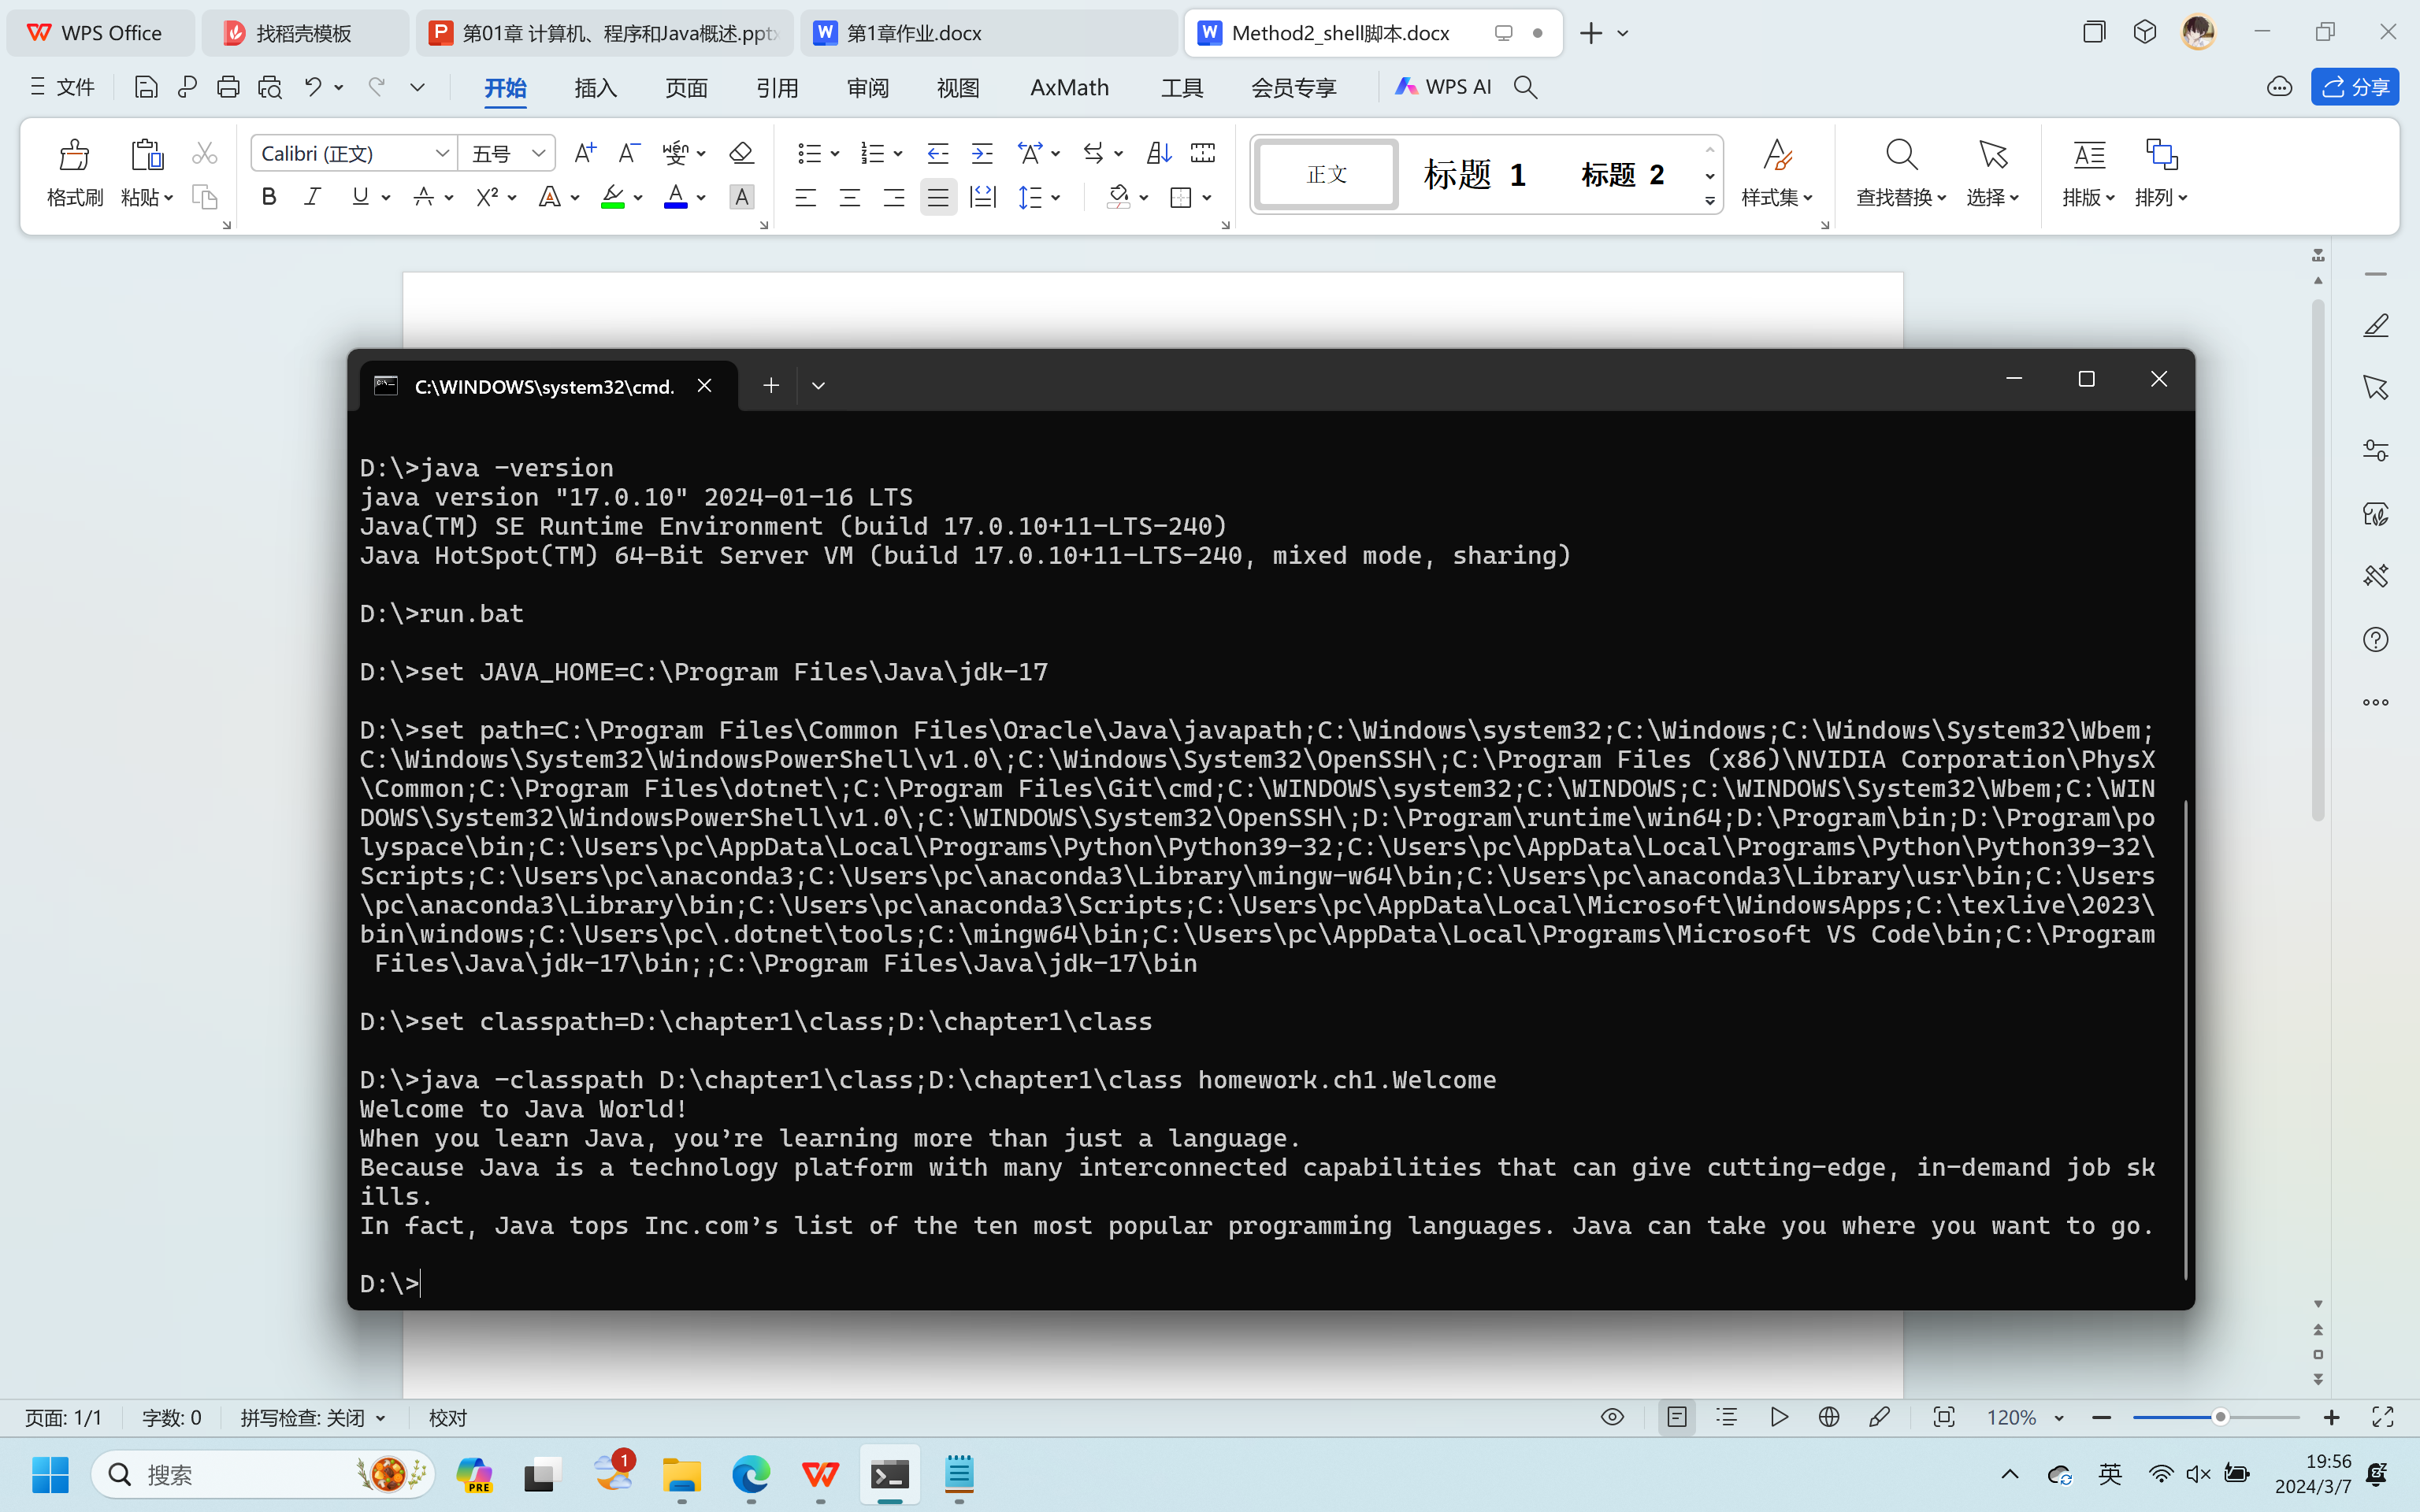 WPS Office
找稻壳模板
第01章 计算机、程序和Java概述.pptx
第1章作业.docx
Method2_shell脚本.docx
文件
开始 插入 页面 引用 审阅 视图 AxMath 工具 会员专享
WPS AI
分享
Calibri (正文) 五号
格式刷 粘贴
正文 标题 1 标题 2
样式集 查找替换 选择 排版 排列
C:\WINDOWS\system32\cmd.
D:\>java -version
java version "17.0.10" 2024-01-16 LTS
Java(TM) SE Runtime Environment (build 17.0.10+11-LTS-240)
Java HotSpot(TM) 64-Bit Server VM (build 17.0.10+11-LTS-240, mixed mode, sharing)
D:\>run.bat
D:\>set JAVA_HOME=C:\Program Files\Java\jdk-17
D:\>set path=C:\Program Files\Common Files\Oracle\Java\javapath;C:\Windows\system32;C:\Windows;C:\Windows\System32\Wbem;
C:\Windows\System32\WindowsPowerShell\v1.0\;C:\Windows\System32\OpenSSH\;C:\Program Files (x86)\NVIDIA Corporation\PhysX
\Common;C:\Program Files\dotnet\;C:\Program Files\Git\cmd;C:\WINDOWS\system32;C:\WINDOWS;C:\WINDOWS\System32\Wbem;C:\WIN
DOWS\System32\WindowsPowerShell\v1.0\;C:\WINDOWS\System32\OpenSSH\;D:\Program\runtime\win64;D:\Program\bin;D:\Program\po
lyspace\bin;C:\Users\pc\AppData\Local\Programs\Python\Python39-32;C:\Users\pc\AppData\Local\Programs\Python\Python39-32\
Scripts;C:\Users\pc\anaconda3;C:\Users\pc\anaconda3\Library\mingw-w64\bin;C:\Users\pc\anaconda3\Library\usr\bin;C:\Users
\pc\anaconda3\Library\bin;C:\Users\pc\anaconda3\Scripts;C:\Users\pc\AppData\Local\Microsoft\WindowsApps;C:\texlive\2023\
bin\windows;C:\Users\pc\.dotnet\tools;C:\mingw64\bin;C:\Users\pc\AppData\Local\Programs\Microsoft VS Code\bin;C:\Program
 Files\Java\jdk-17\bin;;C:\Program Files\Java\jdk-17\bin
D:\>set classpath=D:\chapter1\class;D:\chapter1\class
D:\>java -classpath D:\chapter1\class;D:\chapter1\class homework.ch1.Welcome
Welcome to Java World!
When you learn Java, you’re learning more than just a language.
Because Java is a technology platform with many interconnected capabilities that can give cutting-edge, in-demand job sk
ills.
In fact, Java tops Inc.com’s list of the ten most popular programming languages. Java can take you where you want to go.
D:\>
页面: 1/1 字数: 0 拼写检查: 关闭 校对
120%
搜索
PRE
1
英
19:56
2024/3/7